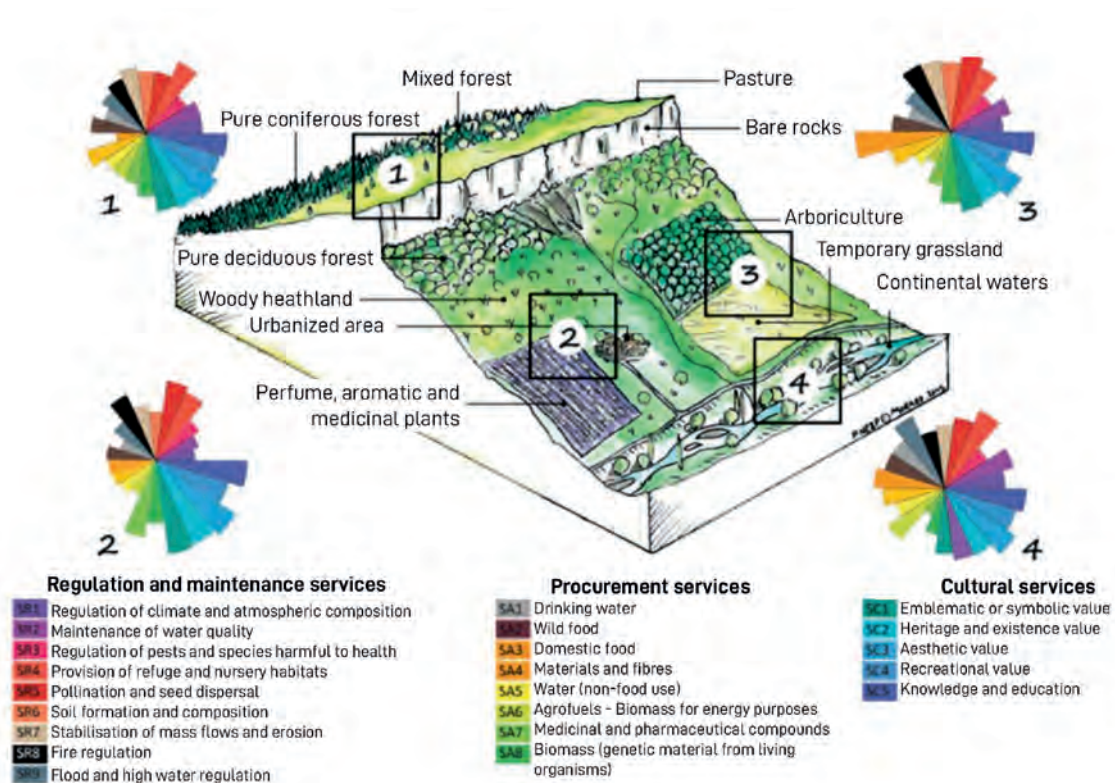 Mixed forest
Pasture
Pure coniferous forest
Bare rocks
1
1
3
Arboriculture
Temporary grassland
Pure deciduous forest
3
Continental waters
Woody heathland
Urbanized area
2
4
Perfume, aromatic and
medicinal plants
2
4
Regulation and maintenance services
SR1 Regulation of climate and atmospheric composition
SR2 Maintenance of water quality
SR3 Regulation of pests and species harmful to health
SR4 Provision of refuge and nursery habitats
SR5 Pollination and seed dispersal
SR6 Soil formation and composition
SR7 Stabilisation of mass flows and erosion
SR8 Fire regulation
SR9 Flood and high water regulation
Procurement services
SA1 Drinking water
SA2 Wild food
SA3 Domestic food
SA4 Materials and fibres
SA5 Water (non-food use)
SA6 Agrofuels - Biomass for energy purposes
SA7 Medicinal and pharmaceutical compounds
SA8 Biomass (genetic material from living
organisms)
Cultural services
SC1 Emblematic or symbolic value
SC2 Heritage and existence value
SC3 Aesthetic value
SC4 Recreational value
SC5 Knowledge and education